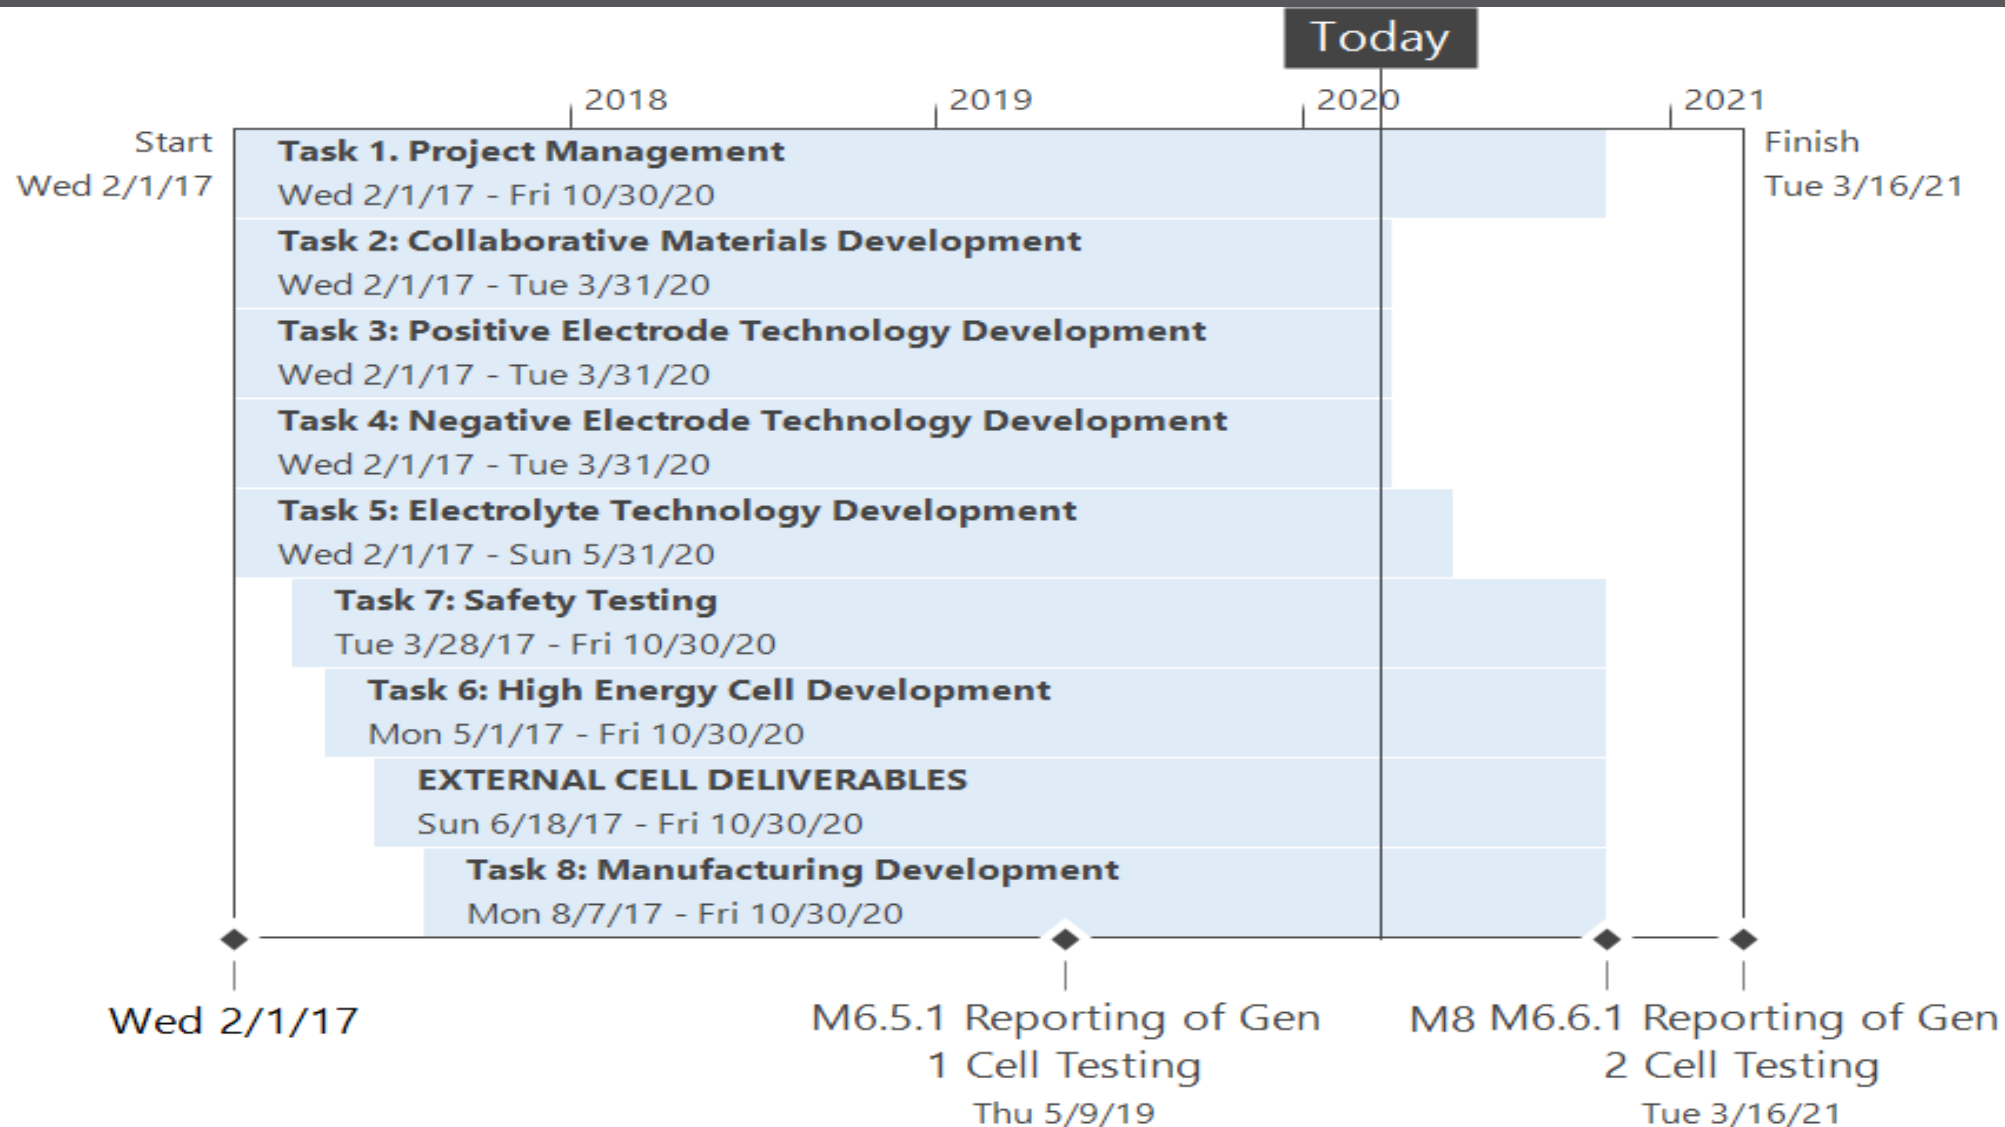 Today
2018
2019
2020
2021
Start
Wed 2/1/17
Finish
Tue 3/16/21
Task 1. Project Management
Wed 2/1/17 - Fri 10/30/20
Task 2: Collaborative Materials Development
Wed 2/1/17 - Tue 3/31/20
Task 3: Positive Electrode Technology Development
Wed 2/1/17 - Tue 3/31/20
Task 4: Negative Electrode Technology Development
Wed 2/1/17 - Tue 3/31/20
Task 5: Electrolyte Technology Development
Wed 2/1/17 - Sun 5/31/20
Task 7: Safety Testing
Tue 3/28/17 - Fri 10/30/20
Task 6: High Energy Cell Development
Mon 5/1/17 - Fri 10/30/20
EXTERNAL CELL DELIVERABLES
Sun 6/18/17 - Fri 10/30/20
Task 8: Manufacturing Development
Mon 8/7/17 - Fri 10/30/20
Wed 2/1/17
M6.5.1 Reporting of Gen
1 Cell Testing
Thu 5/9/19
M8
M6.6.1 Reporting of Gen
2 Cell Testing
Tue 3/16/21